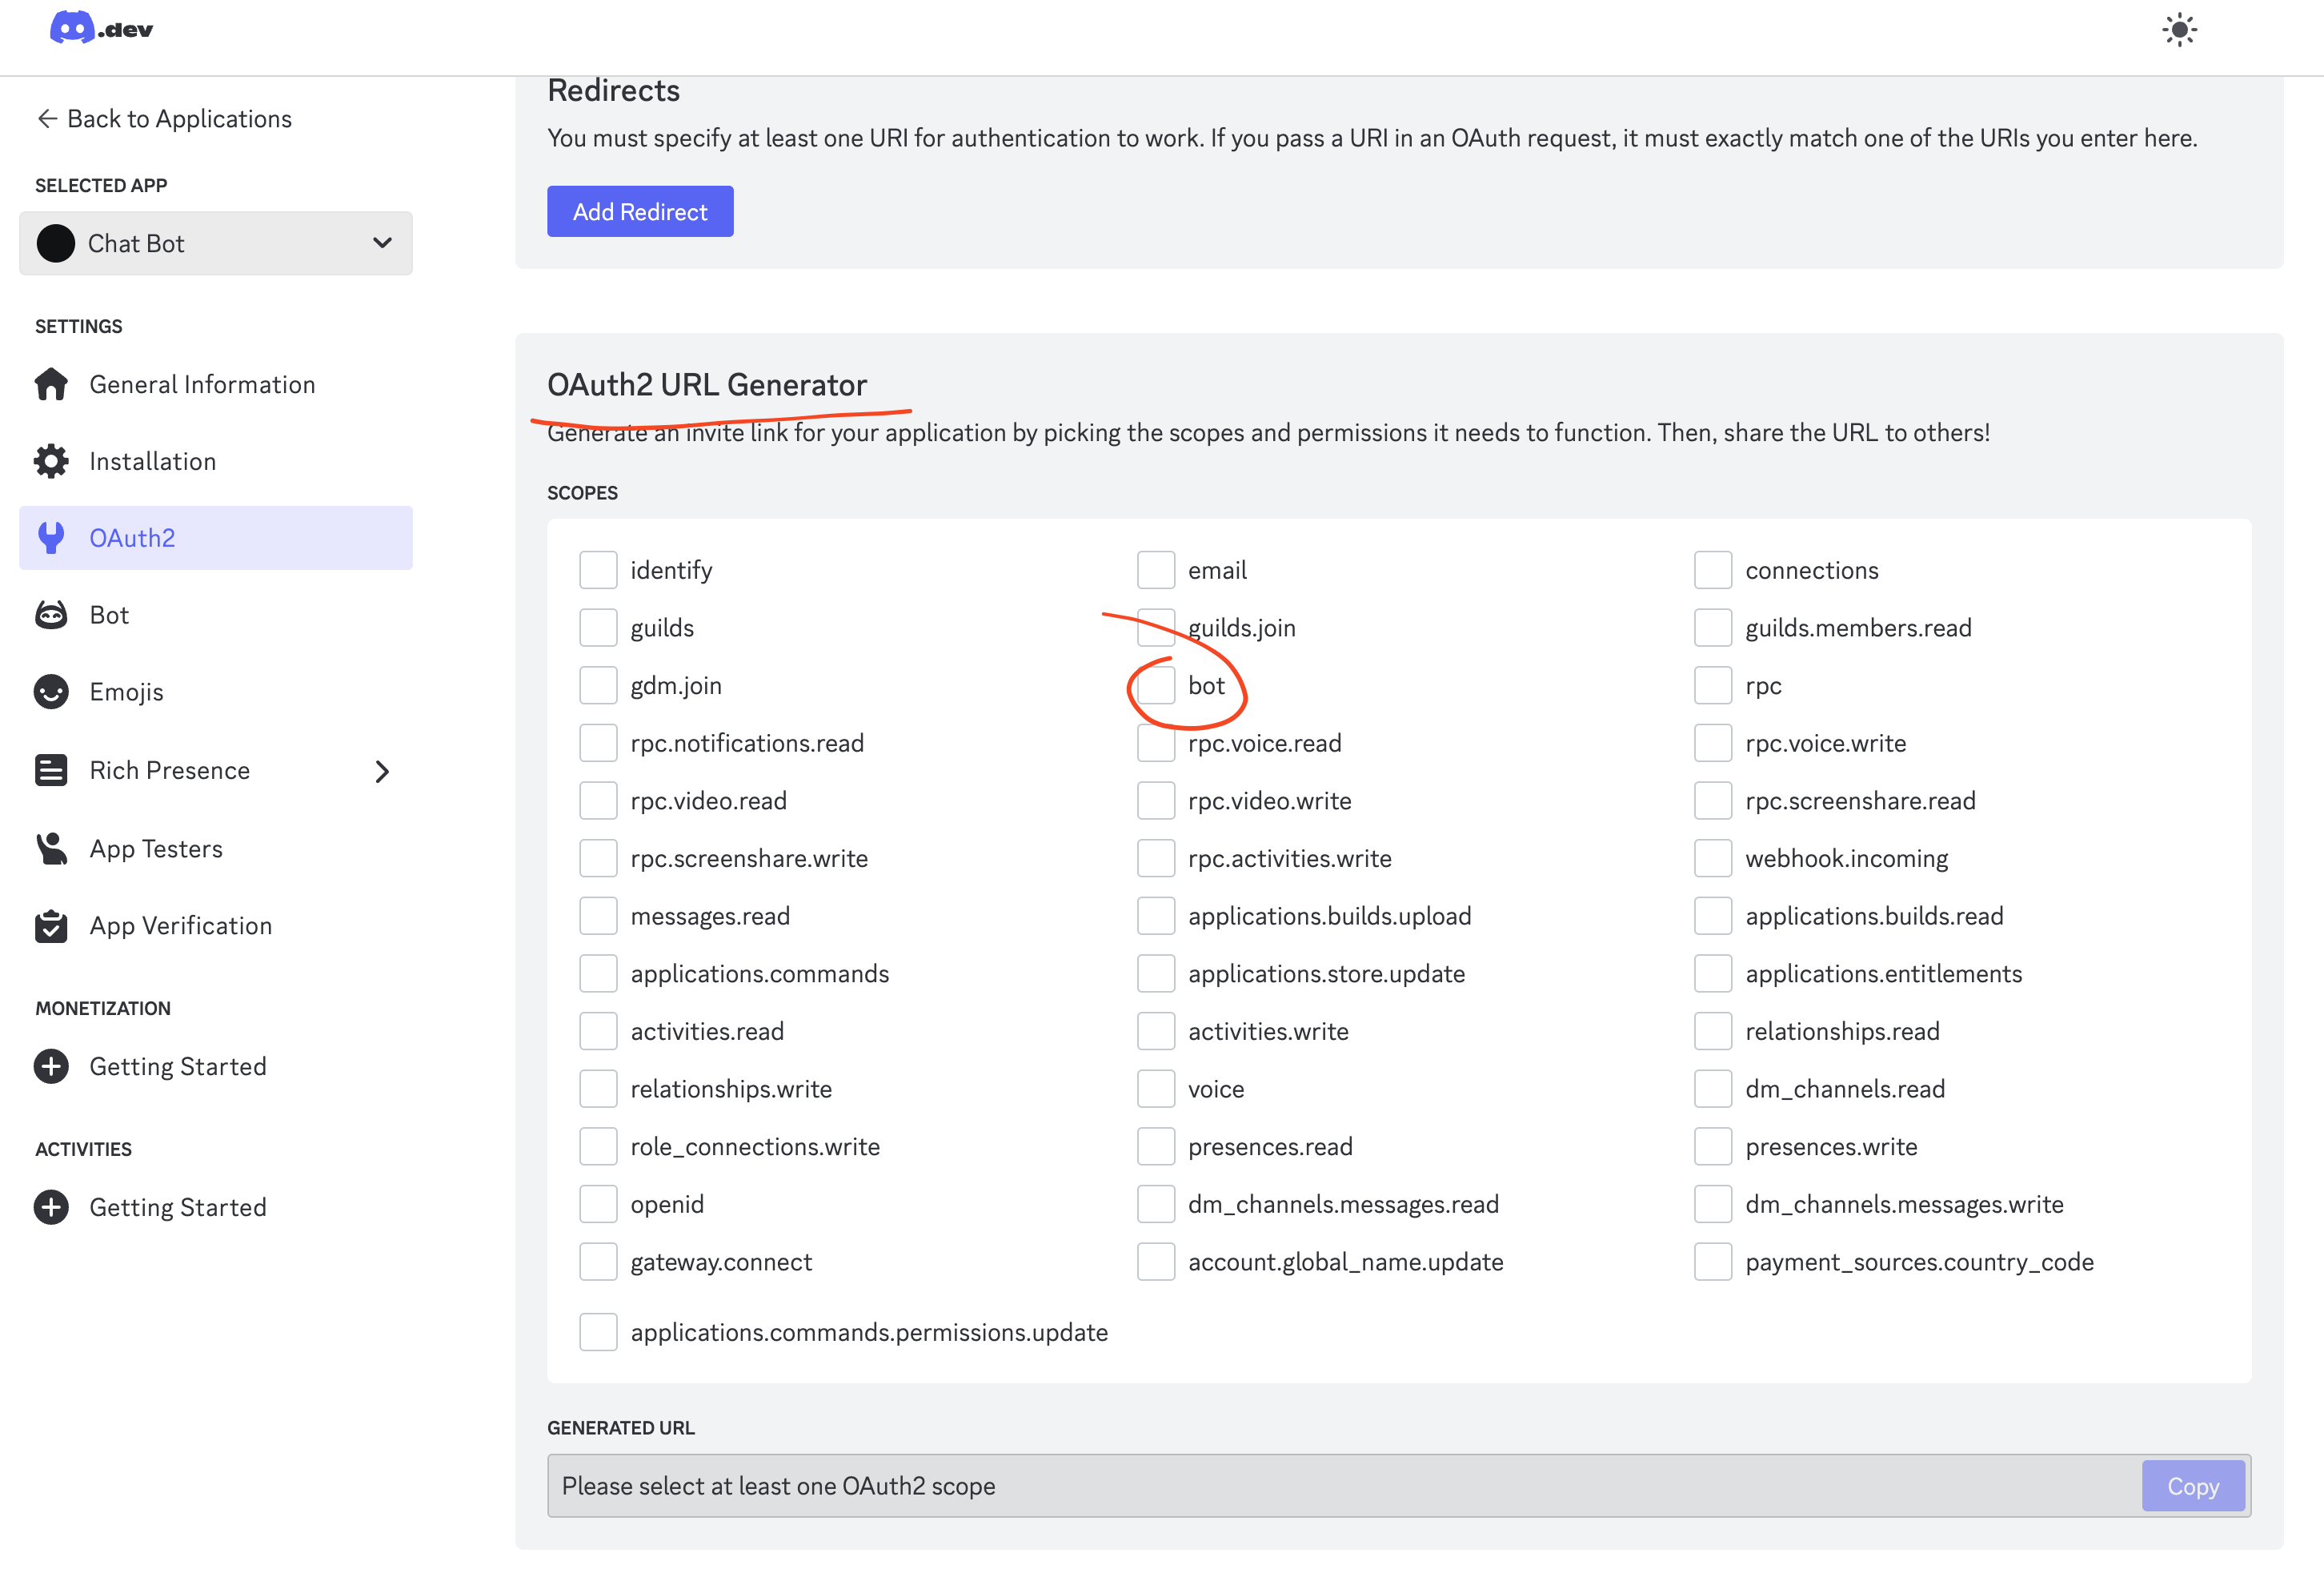 .dev
Back to Applications
SELECTED APP
Chat Bot
SETTINGS
General Information
Installation
OAuth2
Bot
Emojis
Rich Presence
App Testers
App Verification
MONETIZATION
Getting Started
ACTIVITIES
Getting Started
Redirects
You must specify at least one URI for authentication to work. If you pass a URI in an OAuth request, it must exactly match one of the URIs you enter here.
Add Redirect
OAuth2 URL Generator
Generate an invite link for your application by picking the scopes and permissions it needs to function. Then, share the URL to others!
SCOPES
identify email connections
guilds guilds.join guilds.members.read
gdm.join bot rpc
rpc.notifications.read rpc.voice.read rpc.voice.write
rpc.video.read rpc.video.write rpc.screenshare.read
rpc.screenshare.write rpc.activities.write webhook.incoming
messages.read applications.builds.upload applications.builds.read
applications.commands applications.store.update applications.entitlements
activities.read activities.write relationships.read
relationships.write voice dm_channels.read
role_connections.write presences.read presences.write
openid dm_channels.messages.read dm_channels.messages.write
gateway.connect account.global_name.update payment_sources.country_code
applications.commands.permissions.update
GENERATED URL
Please select at least one OAuth2 scope
Copy